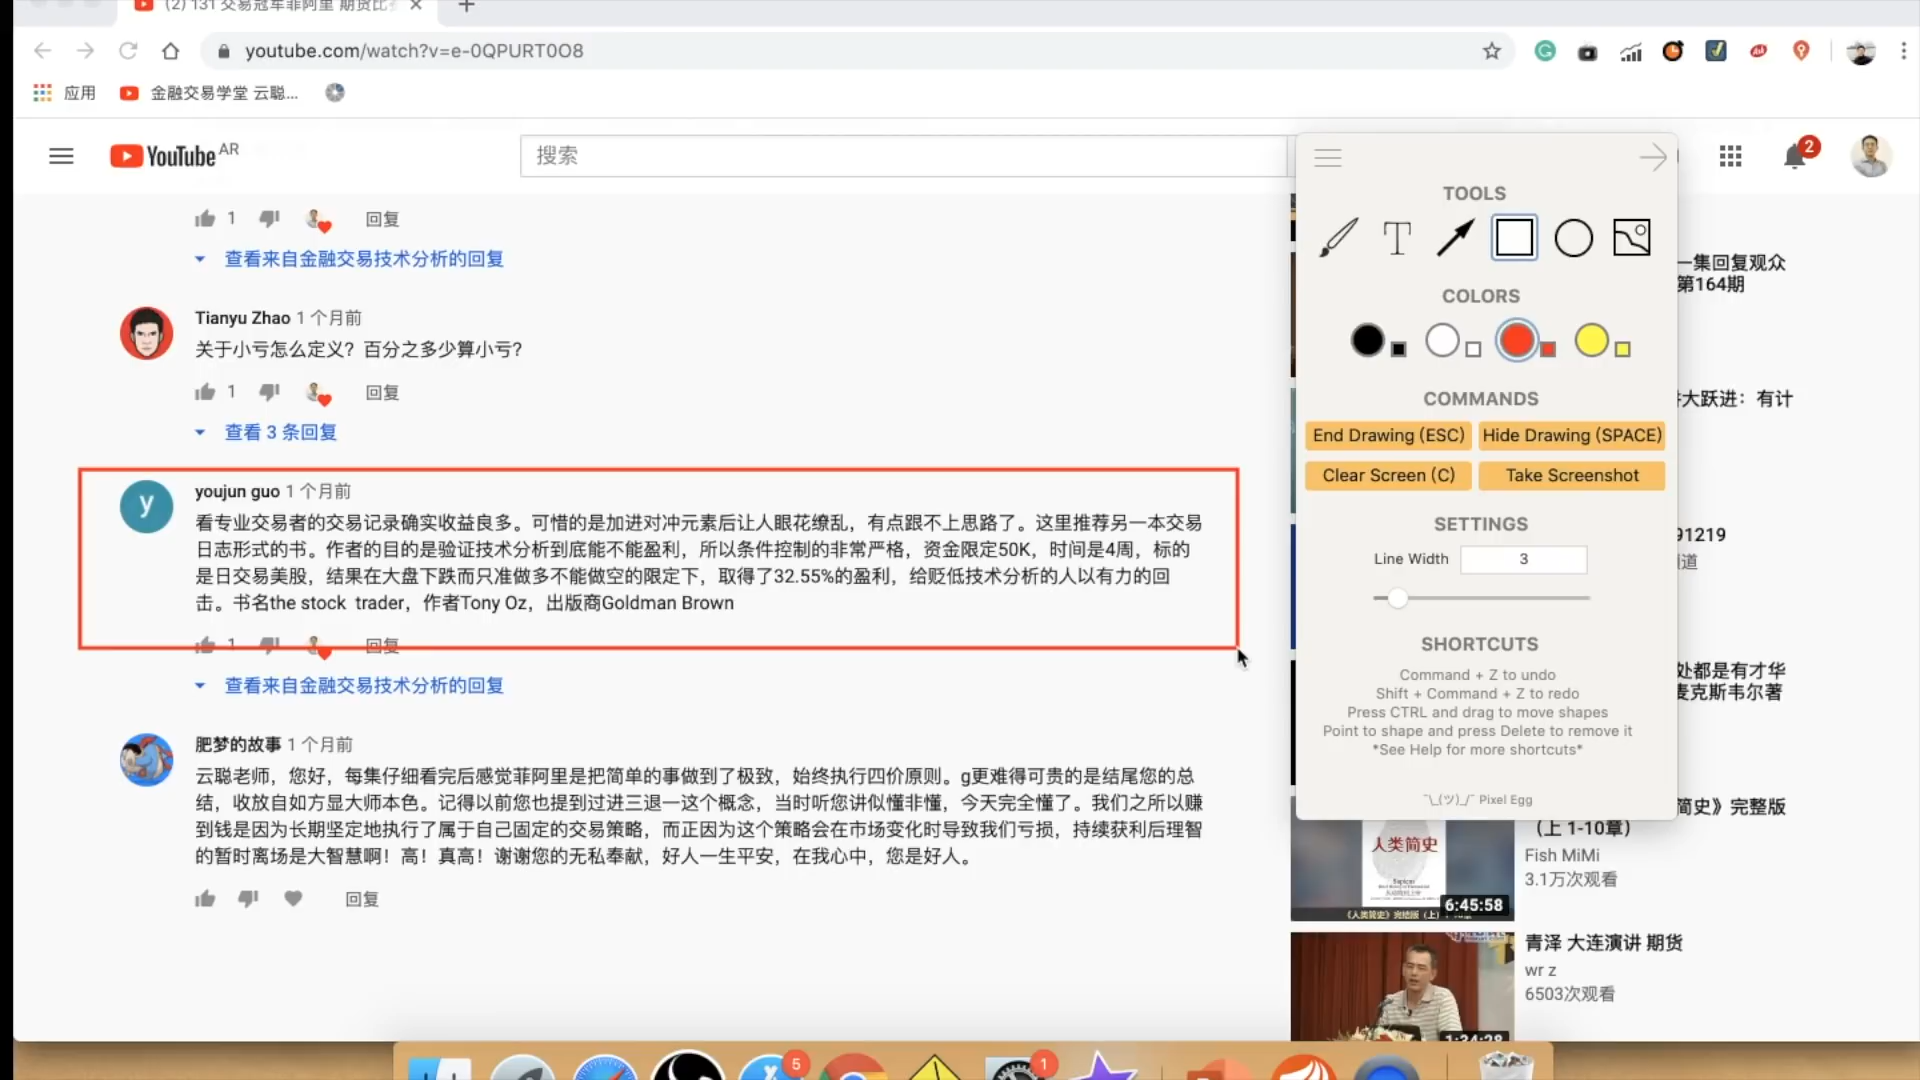 (2) 131 交易冠军菲阿里 期货比
youtube.com/watch?v=e-0QPURT0O8
应用
金融交易学堂 云聪...
YouTube AR
搜索
2
1 回复
查看来自金融交易技术分析的回复
Tianyu Zhao 1 个月前
关于小亏怎么定义？百分之多少算小亏？
1 回复
查看 3 条回复
y
youjun guo 1 个月前
看专业交易者的交易记录确实收益良多。可惜的是加进对冲元素后让人眼花缭乱，有点跟不上思路了。这里推荐另一本交易
日志形式的书。作者的目的是验证技术分析到底能不能盈利，所以条件控制的非常严格，资金限定50K，时间是4周，标的
是日交易美股，结果在大盘下跌而只准做多不能做空的限定下，取得了32.55%的盈利，给贬低技术分析的人以有力的回
击。书名the stock trader，作者Tony Oz，出版商Goldman Brown
1 回复
查看来自金融交易技术分析的回复
肥梦的故事 1 个月前
云聪老师，您好，每集仔细看完后感觉菲阿里是把简单的事做到了极致，始终执行四价原则。g更难得可贵的是结尾您的总
结，收放自如方显大师本色。记得以前您也提到过进三退一这个概念，当时听您讲似懂非懂，今天完全懂了。我们之所以赚
到钱是因为长期坚定地执行了属于自己固定的交易策略，而正因为这个策略会在市场变化时导致我们亏损，持续获利后理智
的暂时离场是大智慧啊！高！真高！谢谢您的无私奉献，好人一生平安，在我心中，您是好人。
回复
TOOLS
T
COLORS
COMMANDS
End Drawing (ESC) Hide Drawing (SPACE)
Clear Screen (C) Take Screenshot
SETTINGS
Line Width 3
SHORTCUTS
Command + Z to undo
Shift + Command + Z to redo
Press CTRL and drag to move shapes
Point to shape and press Delete to remove it
*See Help for more shortcuts*
¯\_(ツ)_/¯ Pixel Egg
一集回复观众
第164期
大跃进：有计
91219
道
处都是有才华
麦克斯韦尔著
简史》完整版
（上 1-10章）
Fish MiMi
3.1万次观看
人类简史
Sapiens
《人类简史》完结版（上）
6:45:58
青泽 大连演讲 期货
wr z
6503次观看
1:34:28
5
1